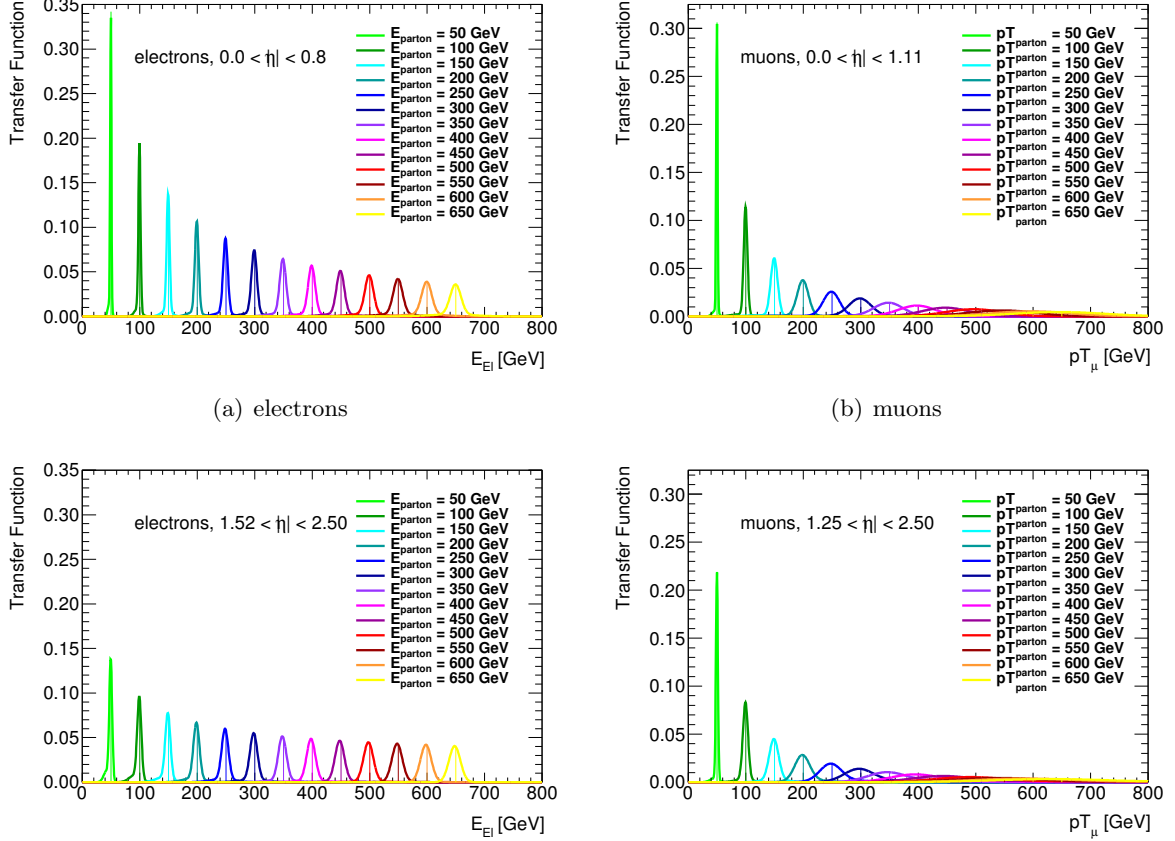 Transfer Function
0.35
0.30
0.25
0.20
0.15
0.10
0.05
0.00
electrons, 0.0 < |η| < 0.8
E_parton = 50 GeV
E_parton = 100 GeV
E_parton = 150 GeV
E_parton = 200 GeV
E_parton = 250 GeV
E_parton = 300 GeV
E_parton = 350 GeV
E_parton = 400 GeV
E_parton = 450 GeV
E_parton = 500 GeV
E_parton = 550 GeV
E_parton = 600 GeV
E_parton = 650 GeV
0 100 200 300 400 500 600 700 800
E_El [GeV]
(a) electrons
Transfer Function
0.30
0.25
0.20
0.15
0.10
0.05
0.00
muons, 0.0 < |η| < 1.11
pT_parton = 50 GeV
pT_parton = 100 GeV
pT_parton = 150 GeV
pT_parton = 200 GeV
pT_parton = 250 GeV
pT_parton = 300 GeV
pT_parton = 350 GeV
pT_parton = 400 GeV
pT_parton = 450 GeV
pT_parton = 500 GeV
pT_parton = 550 GeV
pT_parton = 600 GeV
pT_parton = 650 GeV
0 100 200 300 400 500 600 700 800
pT_μ [GeV]
(b) muons
Transfer Function
0.35
0.30
0.25
0.20
0.15
0.10
0.05
0.00
electrons, 1.52 < |η| < 2.50
E_parton = 50 GeV
E_parton = 100 GeV
E_parton = 150 GeV
E_parton = 200 GeV
E_parton = 250 GeV
E_parton = 300 GeV
E_parton = 350 GeV
E_parton = 400 GeV
E_parton = 450 GeV
E_parton = 500 GeV
E_parton = 550 GeV
E_parton = 600 GeV
E_parton = 650 GeV
0 100 200 300 400 500 600 700 800
E_El [GeV]
Transfer Function
0.30
0.25
0.20
0.15
0.10
0.05
0.00
muons, 1.25 < |η| < 2.50
pT_parton = 50 GeV
pT_parton = 100 GeV
pT_parton = 150 GeV
pT_parton = 200 GeV
pT_parton = 250 GeV
pT_parton = 300 GeV
pT_parton = 350 GeV
pT_parton = 400 GeV
pT_parton = 450 GeV
pT_parton = 500 GeV
pT_parton = 550 GeV
pT_parton = 600 GeV
pT_parton = 650 GeV
0 100 200 300 400 500 600 700 800
pT_μ [GeV]